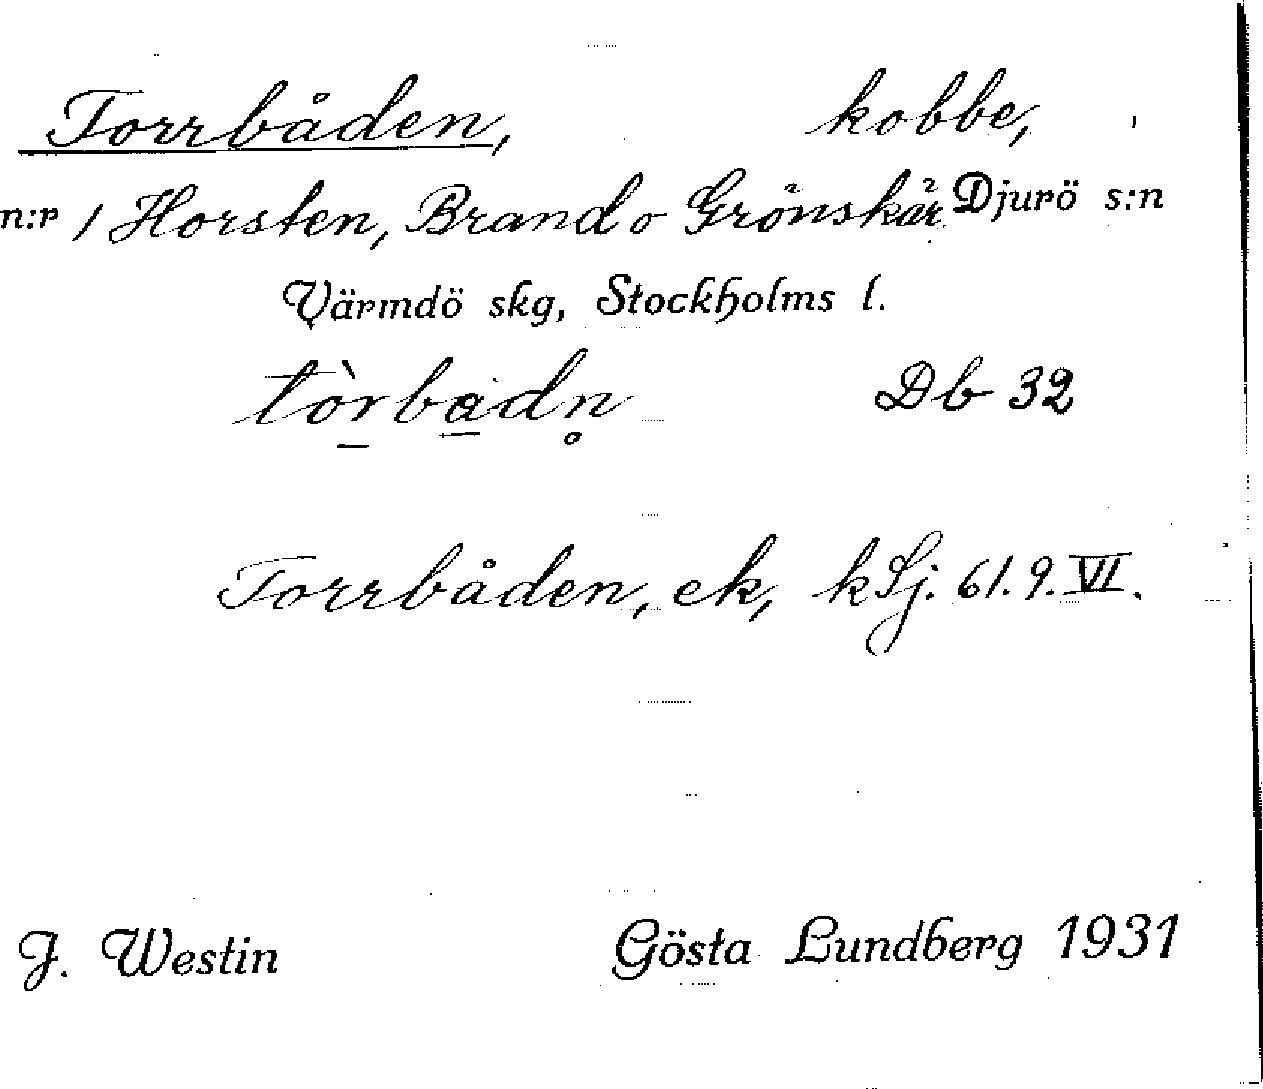 Torrbåden, kobbe,
n:r 1 Horsten, Brand o Grönskär Djurö s:n
Värmdö skg, Stockholms l.
tòrbadn̥ Db 32
Torrbåden, ek, kSj. 61.9.VI.
J. Westin Gösta Lundberg 1931